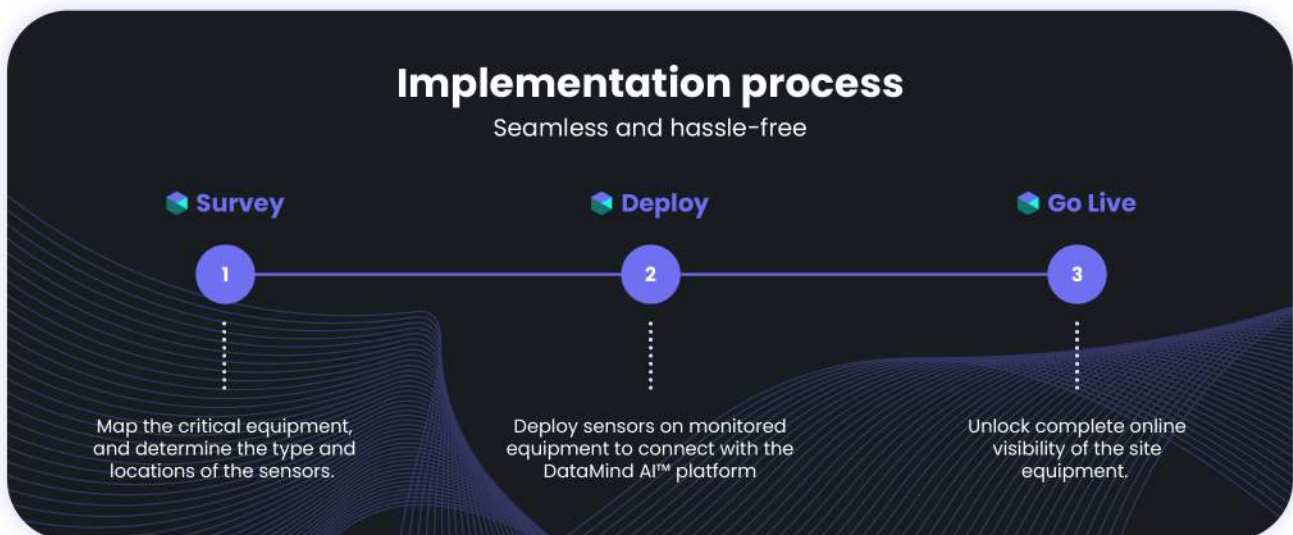 Implementation process
Seamless and hassle-free
Survey
Deploy
Go Live
1
2
3
Map the critical equipment,
and determine the type and
locations of the sensors.
Deploy sensors on monitored
equipment to connect with the
DataMind AI™ platform
Unlock complete online
visibility of the site
equipment.